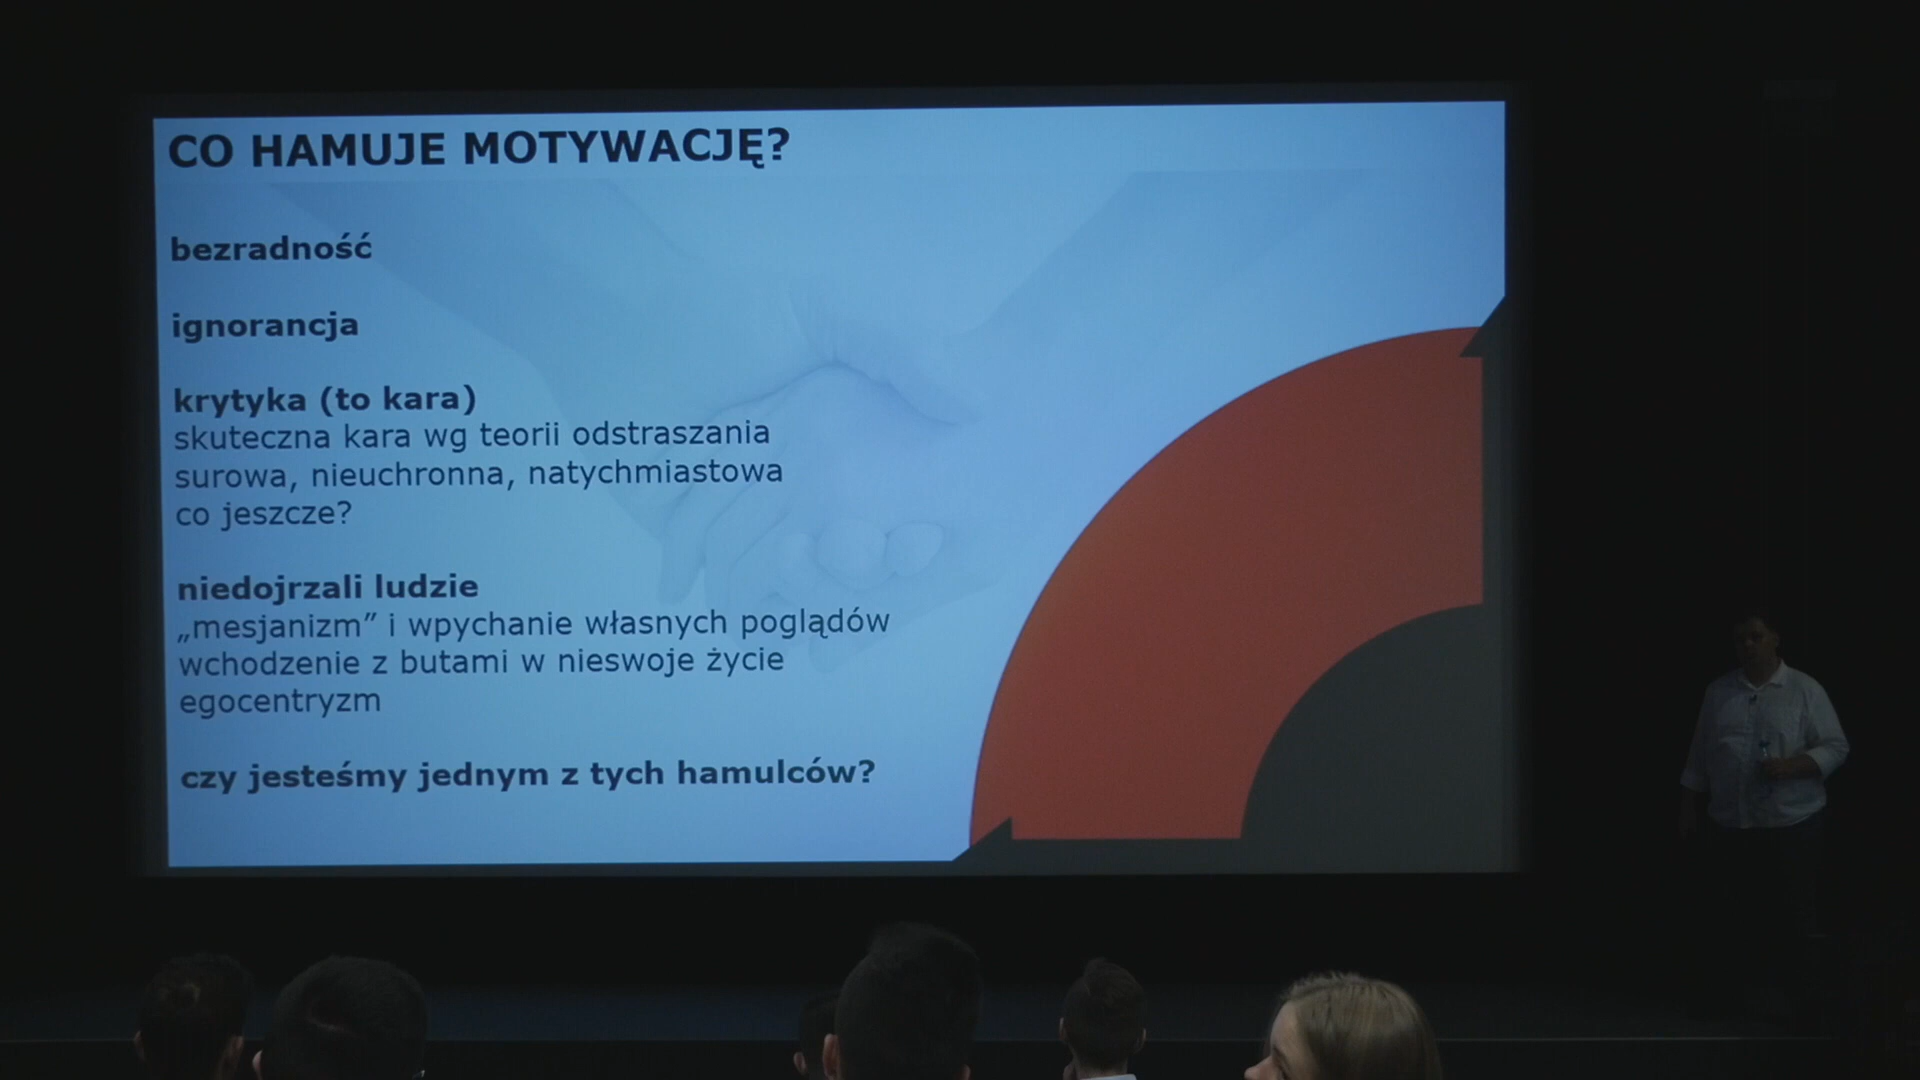 CO HAMUJE MOTYWACJĘ?
bezradność
ignorancja
krytyka (to kara)
skuteczna kara wg teorii odstraszania
surowa, nieuchronna, natychmiastowa
co jeszcze?
niedojrzali ludzie
„mesjanizm” i wpychanie własnych poglądów
wchodzenie z butami w nieswoje życie
egocentryzm
czy jesteśmy jednym z tych hamulców?